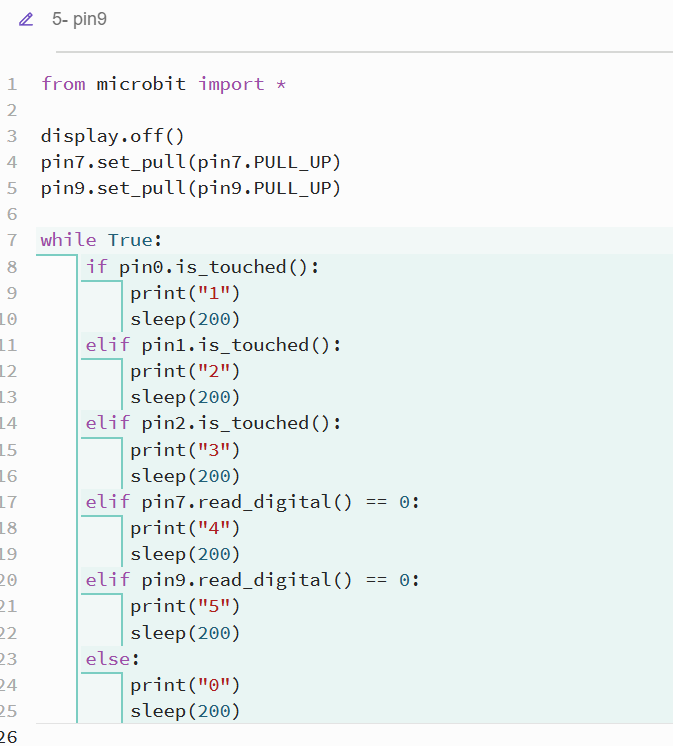 5- pin9
1 from microbit import *
2
3 display.off()
4 pin7.set_pull(pin7.PULL_UP)
5 pin9.set_pull(pin9.PULL_UP)
6
7 while True:
8     if pin0.is_touched():
9         print("1")
10         sleep(200)
11     elif pin1.is_touched():
12         print("2")
13         sleep(200)
14     elif pin2.is_touched():
15         print("3")
16         sleep(200)
17     elif pin7.read_digital() == 0:
18         print("4")
19         sleep(200)
20     elif pin9.read_digital() == 0:
21         print("5")
22         sleep(200)
23     else:
24         print("0")
25         sleep(200)
26